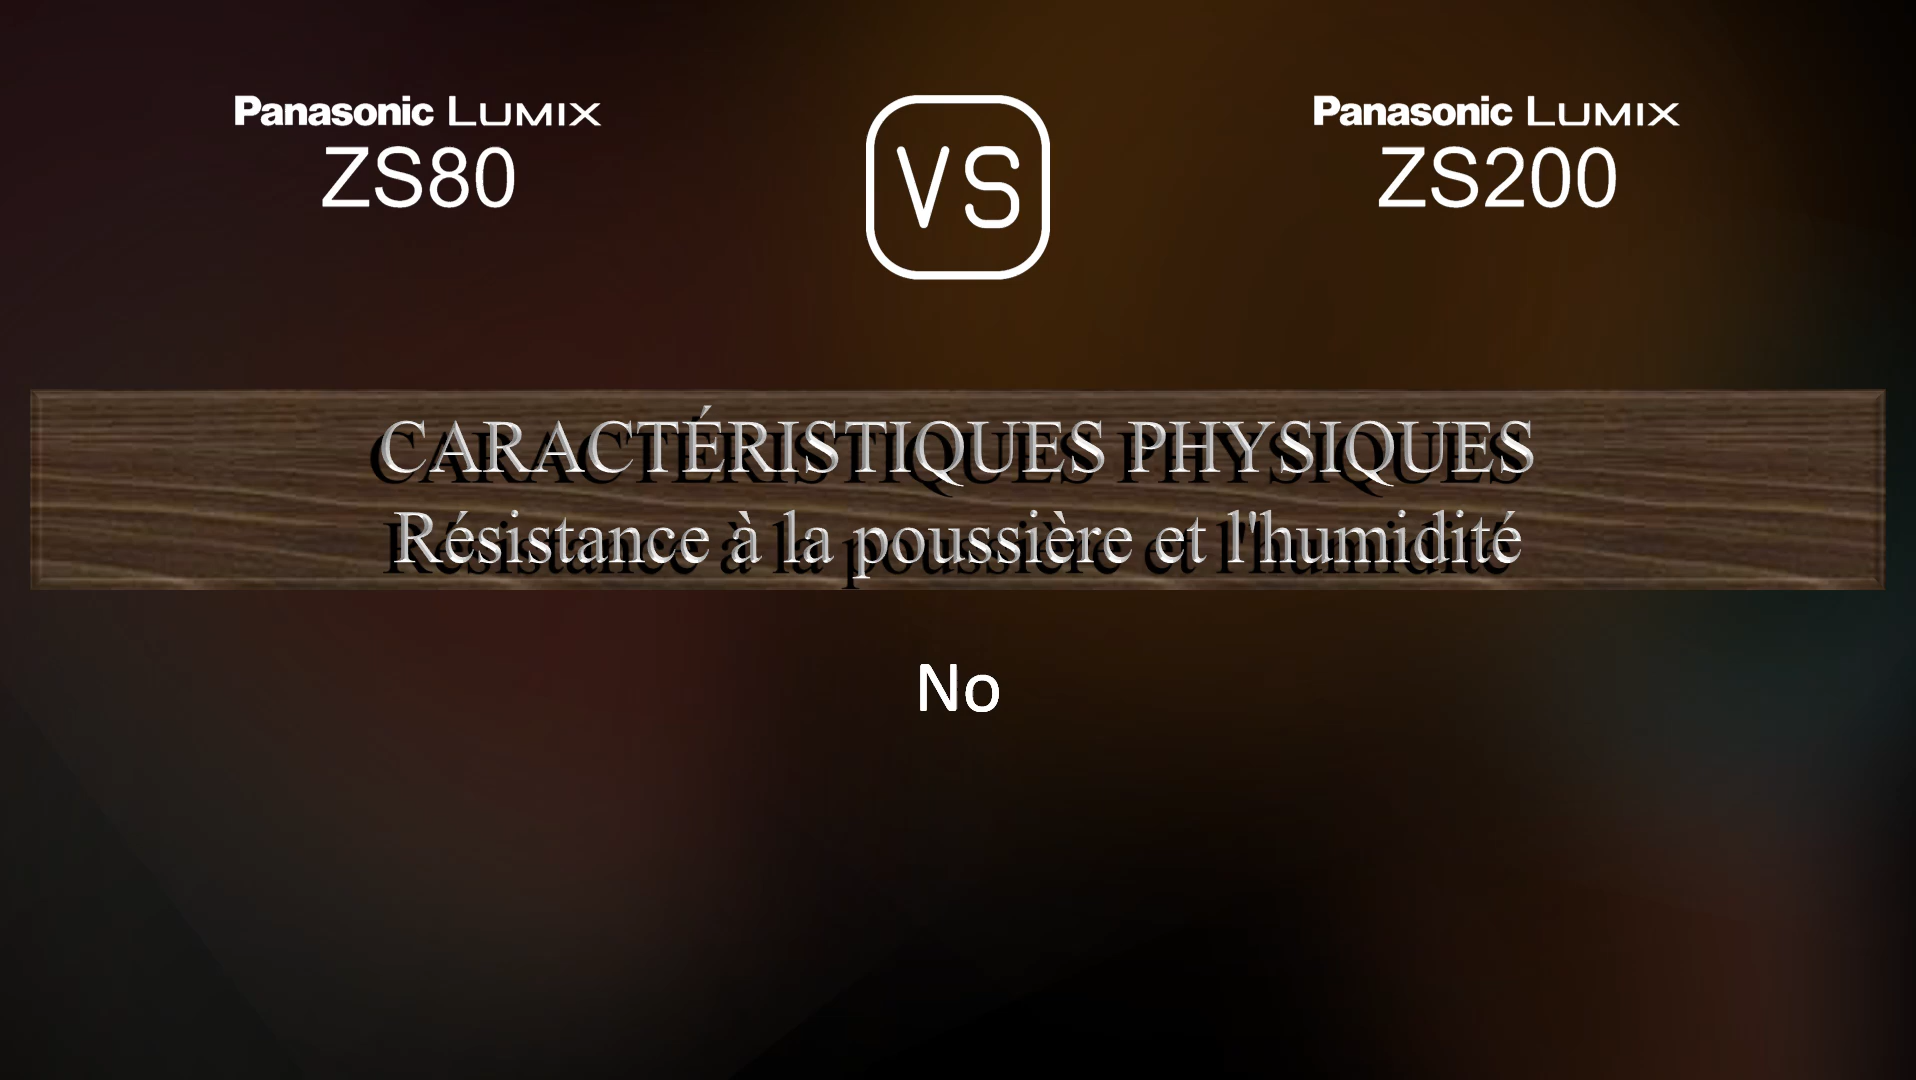 Panasonic LUMIX
ZS80
VS
Panasonic LUMIX
ZS200
CARACTÉRISTIQUES PHYSIQUES
Résistance à la poussière et l'humidité
No